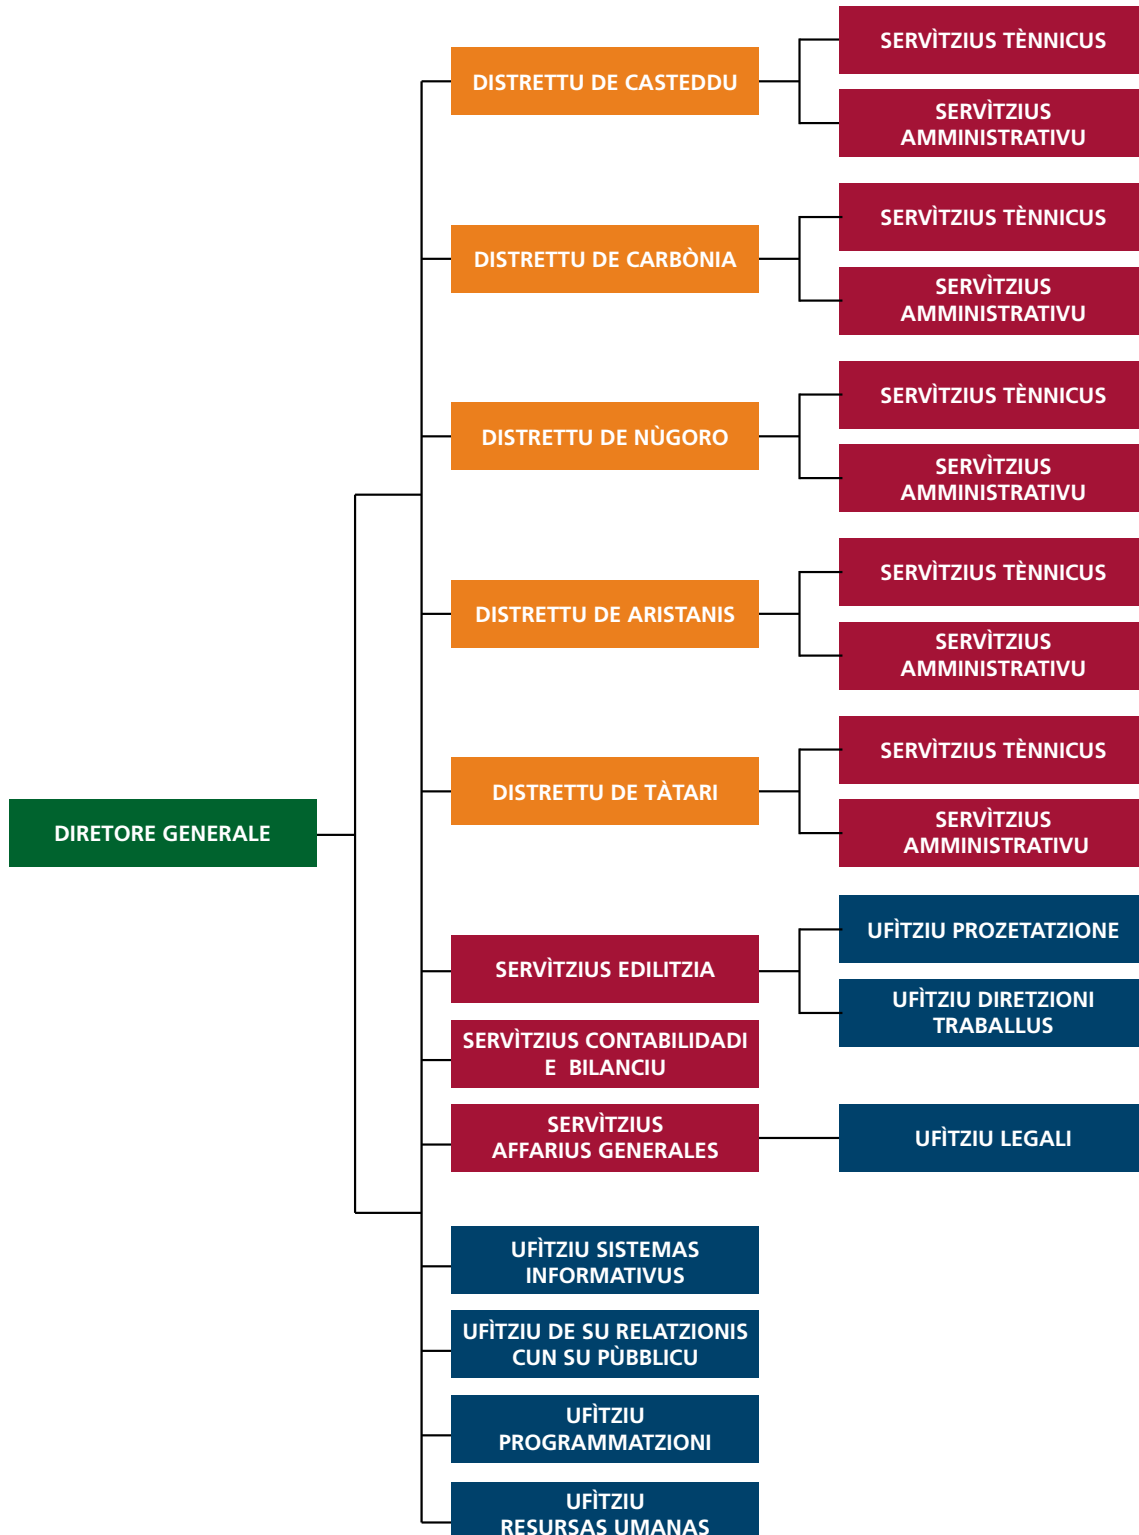 SERVÌTZIUS TÈNNICUS
DISTRETTU DE CASTEDDU
SERVÌTZIUS
AMMINISTRATIVU
SERVÌTZIUS TÈNNICUS
DISTRETTU DE CARBÒNIA
SERVÌTZIUS
AMMINISTRATIVU
SERVÌTZIUS TÈNNICUS
DISTRETTU DE NÙGORO
SERVÌTZIUS
AMMINISTRATIVU
SERVÌTZIUS TÈNNICUS
DISTRETTU DE ARISTANIS
SERVÌTZIUS
AMMINISTRATIVU
SERVÌTZIUS TÈNNICUS
DISTRETTU DE TÀTARI
SERVÌTZIUS
AMMINISTRATIVU
DIRETORE GENERALE
UFÌTZIU PROZETATZIONE
SERVÌTZIUS EDILITZIA
UFÌTZIU DIRETZIONI
TRABALLUS
SERVÌTZIUS CONTABILIDADI
E BILANCIU
SERVÌTZIUS
AFFARIUS GENERALES
UFÌTZIU LEGALI
UFÌTZIU SISTEMAS
INFORMATIVUS
UFÌTZIU DE SU RELATZIONIS
CUN SU PÙBBLICU
UFÌTZIU
PROGRAMMATZIONI
UFÌTZIU
RESURSAS UMANAS